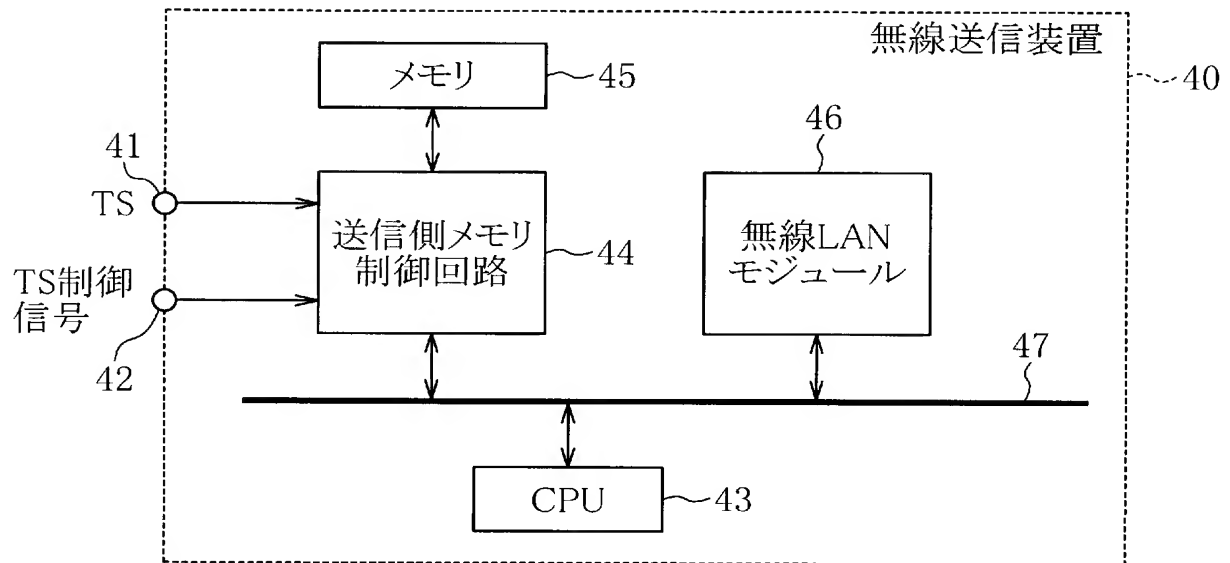 無線送信装置
40
メモリ
45
46
41
TS
送信側メモリ
制御回路
44
無線LAN
モジュール
TS制御
信号
42
47
CPU
43